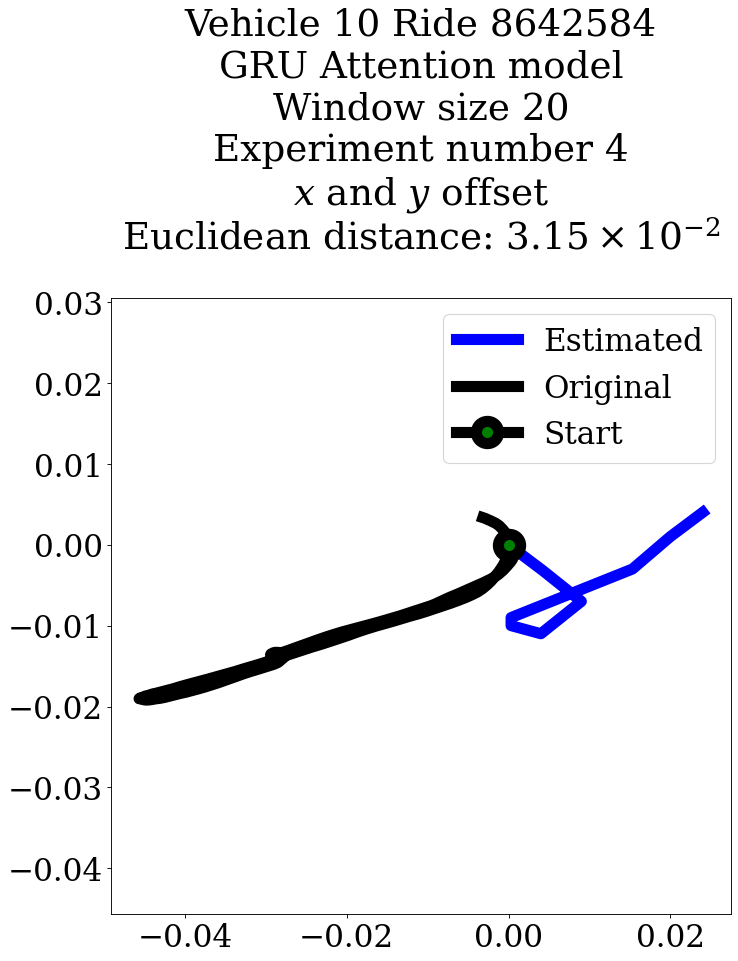 Vehicle 10 Ride 8642584
GRU Attention model
Window size 20
Experiment number 4
x and y offset
Euclidean distance: 3.15 × 10⁻²
0.03
0.02
0.01
0.00
−0.01
−0.02
−0.03
−0.04
Estimated
Original
Start
−0.04 −0.02 0.00 0.02